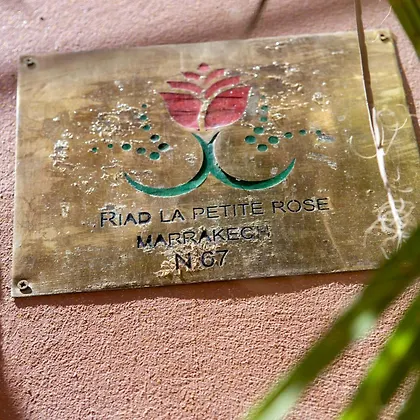 RIAD LA PETITE ROSE
MARRAKECH
N 67